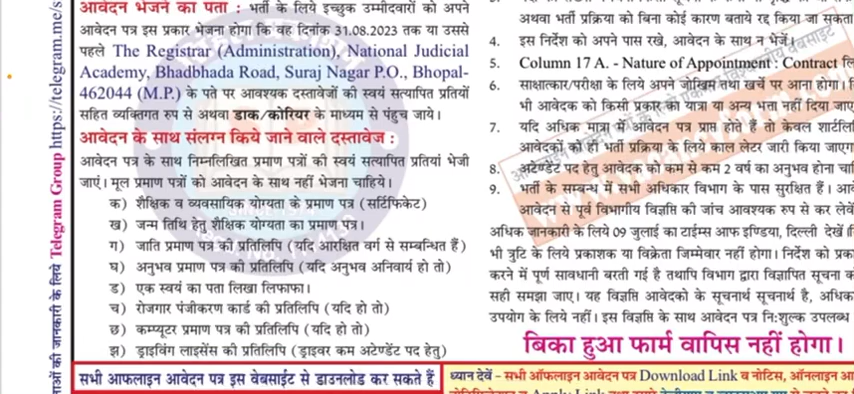 आवेदन भेजने का पता : भर्ती के लिये इच्छुक उम्मीदवारों को अपने
आवेदन पत्र इस प्रकार भेजना होगा कि वह दिनांक 31.08.2023 तक या उससे
पहले The Registrar (Administration), National Judicial
Academy, Bhadbhada Road, Suraj Nagar P.O., Bhopal-
462044 (M.P.) के पते पर आवश्यक दस्तावेजों की स्वयं सत्यापित प्रतियों
सहित व्यक्तिगत रुप से अथवा डाक/कोरियर के माध्यम से पंहुच जाये।
आवेदन के साथ संलग्न किये जाने वाले दस्तावेज :
आवेदन पत्र के साथ निम्नलिखित प्रमाण पत्रों की स्वयं सत्यापित प्रतियां भेजी
जाएं। मूल प्रमाण पत्रों को आवेदन के साथ नहीं भेजना चाहिये।
क) शैक्षिक व व्यवसायिक योग्यता के प्रमाण पत्र (सर्टिफिकेट)
ख) जन्म तिथि हेतु शैक्षिक योग्यता का प्रमाण पत्र।
ग) जाति प्रमाण पत्र की प्रतिलिपि (यदि आरक्षित वर्ग से सम्बन्धित हैं)
घ) अनुभव प्रमाण पत्र की प्रतिलिपि (यदि अनुभव अनिवार्य हो तो)
ड) एक स्वयं का पता लिखा लिफाफा।
च) रोजगार पंजीकरण कार्ड की प्रतिलिपि (यदि हो तो)
छ) कम्प्यूटर प्रमाण पत्र की प्रतिलिपि (यदि हो तो)
झ) ड्राइविंग लाइसेंस की प्रतिलिपि (ड्राइवर कम अटेण्डेंट पद हेतु)
सभी आफलाइन आवेदन पत्र इस वेबसाईट से डाउनलोड कर सकते हैं
अथवा भर्ती प्रक्रिया को बिना कोई कारण बताये रद्द किया जा सकता
4. इस निर्देश को अपने पास रखे, आवेदन के साथ न भेजें।
5. Column 17 A. - Nature of Appointment : Contract लि
6. साक्षात्कार/परीक्षा के लिये अपने जोखिम तथा खर्चे पर आना होगा।
भी आवेदक को किसी प्रकार का यात्रा या अन्य भत्ता नहीं दिया जाए
7. यदि अधिक मात्रा में आवेदन पत्र प्राप्त होते हैं तो केवल शार्टलि
आवेदकों को ही भर्ती प्रक्रिया के लिये काल लेटर जारी किया जाएगा
8. अटेण्डेंट पद हेतु आवेदक को कम से कम 2 वर्ष का अनुभव होना चा
9. भर्ती के सम्बन्ध में सभी अधिकार विभाग के पास सुरक्षित हैं। आवे
आवेदन से पूर्व विभागीय विज्ञप्ति की जांच आवश्यक रुप से कर लेवें
अधिक जानकारी के लिये 09 जुलाई का टाईम्स आफ इण्डिया, दिल्ली देखें
भी त्रुटि के लिये प्रकाशक या विक्रेता जिम्मेवार नहीं होगा। निर्देश को प्रका
करने में पूर्ण सावधानी बरती गई है तथापि विभाग द्वारा विज्ञापित सूचना को
सही समझा जाए। यह विज्ञप्ति आवेदको के सूचनार्थ सूचनार्थ है, अधिक
उपयोग के लिये नहीं। इस विज्ञप्ति के साथ आवेदन पत्र नि:शुल्क उपलब्ध
बिका हुआ फार्म वापिस नहीं होगा।
ध्यान देवें - सभी ऑफलाइन आवेदन पत्र Download Link व नोटिस, ऑनलाइन आ
ाओं की जानकारी के लिये Telegram Group https://telegram.me/s